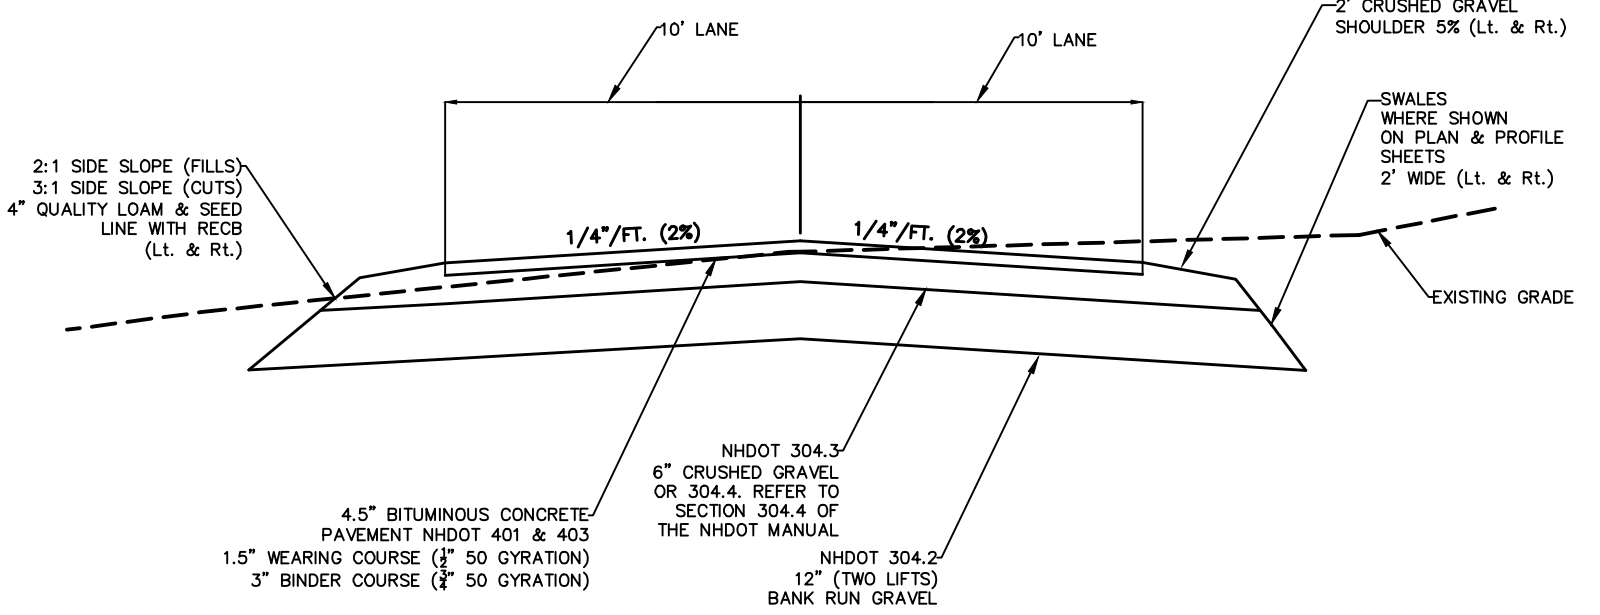 10' LANE
10' LANE
2' CRUSHED GRAVEL
SHOULDER 5% (Lt. & Rt.)
SWALES
WHERE SHOWN
ON PLAN & PROFILE
SHEETS
2' WIDE (Lt. & Rt.)
2:1 SIDE SLOPE (FILLS)
3:1 SIDE SLOPE (CUTS)
4" QUALITY LOAM & SEED
LINE WITH RECB
(Lt. & Rt.)
1/4"/FT. (2%)
1/4"/FT. (2%)
EXISTING GRADE
NHDOT 304.3
6" CRUSHED GRAVEL
OR 304.4. REFER TO
SECTION 304.4 OF
THE NHDOT MANUAL
4.5" BITUMINOUS CONCRETE
PAVEMENT NHDOT 401 & 403
1.5" WEARING COURSE (1/2" 50 GYRATION)
3" BINDER COURSE (3/4" 50 GYRATION)
NHDOT 304.2
12" (TWO LIFTS)
BANK RUN GRAVEL